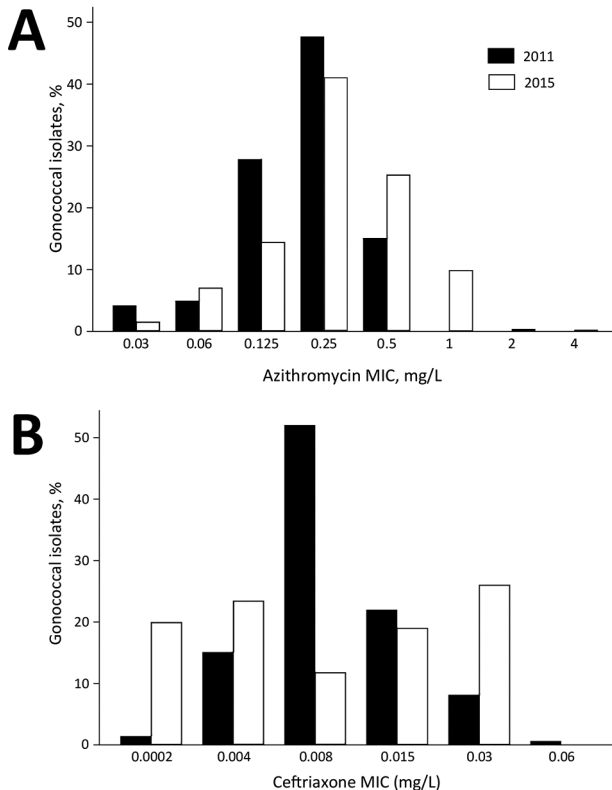 A
50
40
30
20
10
0
Gonococcal isolates, %
2011
2015
0.03 0.06 0.125 0.25 0.5 1 2 4
Azithromycin MIC, mg/L
B
50
40
30
20
10
0
Gonococcal isolates, %
0.0002 0.004 0.008 0.015 0.03 0.06
Ceftriaxone MIC (mg/L)